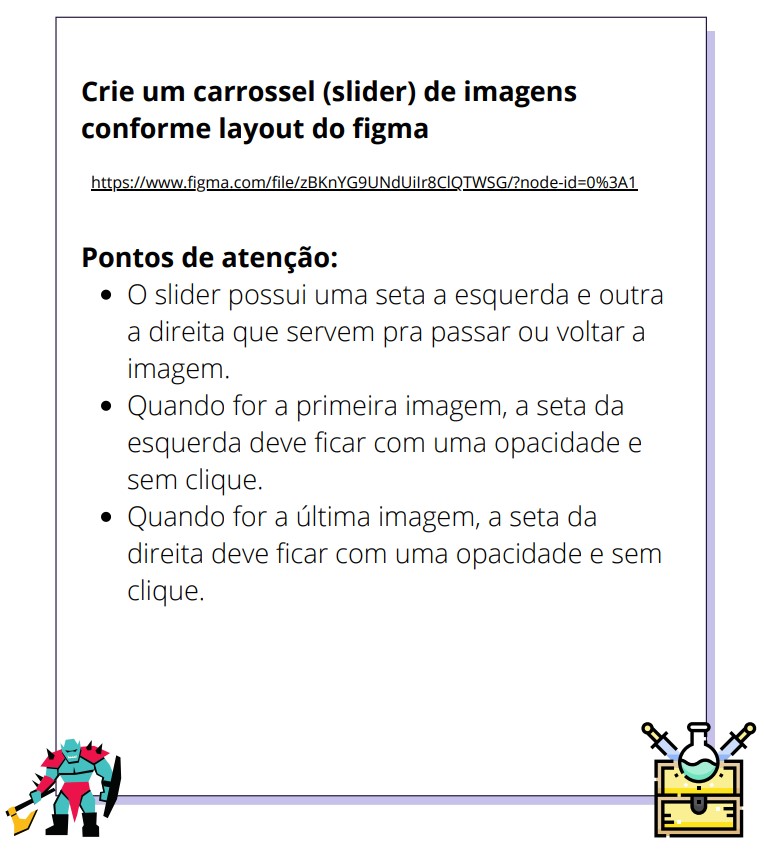 Crie um carrossel (slider) de imagens
conforme layout do figma
https://www.figma.com/file/zBKnYG9UNdUiIr8ClQTWSG/?node-id=0%3A1
Pontos de atenção:
• O slider possui uma seta a esquerda e outra
a direita que servem pra passar ou voltar a
imagem.
• Quando for a primeira imagem, a seta da
esquerda deve ficar com uma opacidade e
sem clique.
• Quando for a última imagem, a seta da
direita deve ficar com uma opacidade e sem
clique.